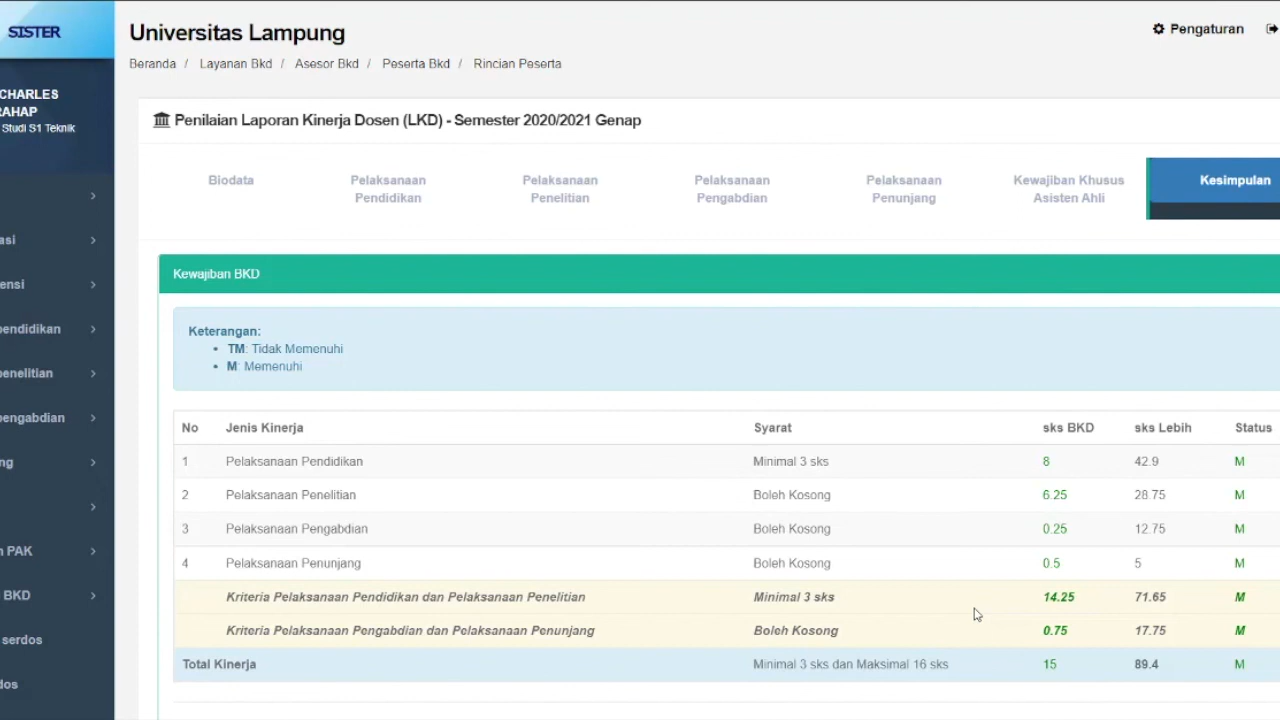 SISTER
Universitas Lampung
Pengaturan
Beranda / Layanan Bkd / Asesor Bkd / Peserta Bkd / Rincian Peserta
CHARLES
RAHAP
Studi S1 Teknik
asi
ensi
pendidikan
penelitian
pengabdian
ng
n PAK
BKD
serdos
dos
Penilaian Laporan Kinerja Dosen (LKD) - Semester 2020/2021 Genap
Biodata
Pelaksanaan
Pendidikan
Pelaksanaan
Penelitian
Pelaksanaan
Pengabdian
Pelaksanaan
Penunjang
Kewajiban Khusus
Asisten Ahli
Kesimpulan
Kewajiban BKD
Keterangan:
• TM: Tidak Memenuhi
• M: Memenuhi
No Jenis Kinerja Syarat sks BKD sks Lebih Status
1 Pelaksanaan Pendidikan Minimal 3 sks 8 42.9 M
2 Pelaksanaan Penelitian Boleh Kosong 6.25 28.75 M
3 Pelaksanaan Pengabdian Boleh Kosong 0.25 12.75 M
4 Pelaksanaan Penunjang Boleh Kosong 0.5 5 M
Kriteria Pelaksanaan Pendidikan dan Pelaksanaan Penelitian Minimal 3 sks 14.25 71.65 M
Kriteria Pelaksanaan Pengabdian dan Pelaksanaan Penunjang Boleh Kosong 0.75 17.75 M
Total Kinerja Minimal 3 sks dan Maksimal 16 sks 15 89.4 M